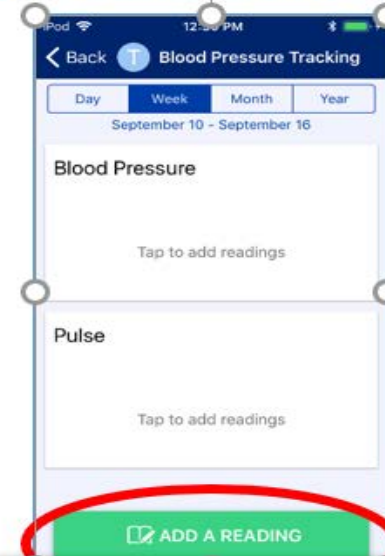 iPod PM
Back T Blood Pressure Tracking
Day Week Month Year
September 10 - September 16
Blood Pressure
Tap to add readings
Pulse
Tap to add readings
ADD A READING